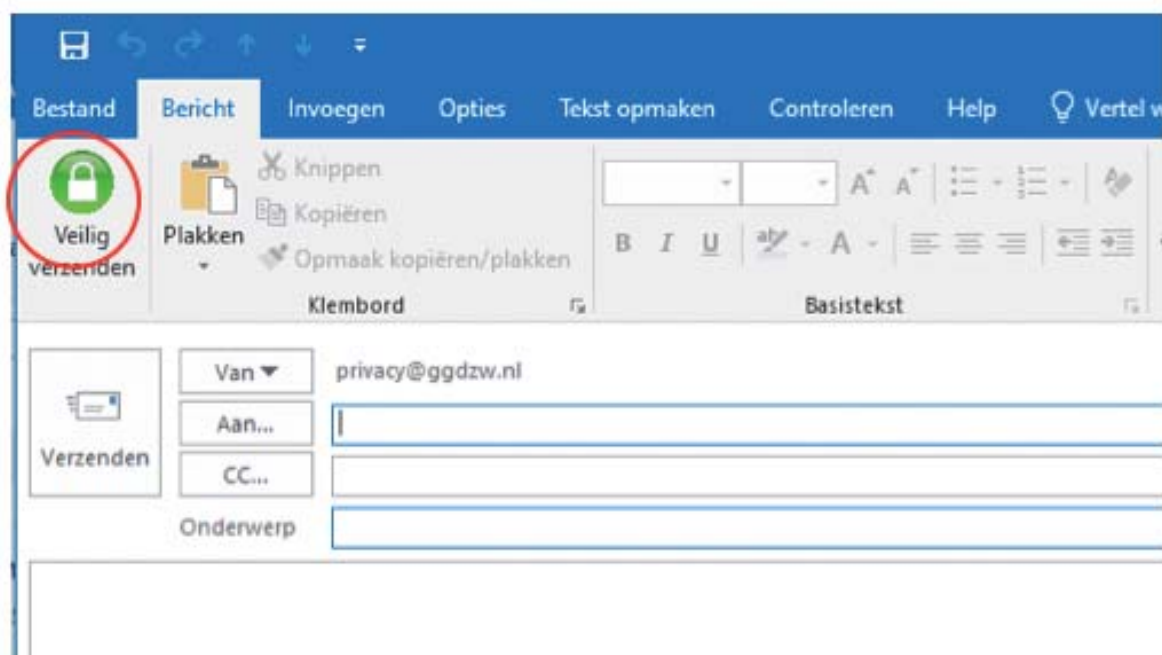 Bestand Bericht Invoegen Opties Tekst opmaken Controleren Help Vertel
Veilig verzenden
Plakken
Knippen
Kopiëren
Opmaak kopiëren/plakken
Klembord
B I U A
Basistekst
Verzenden
Van privacy@ggdzw.nl
Aan...
CC...
Onderwerp